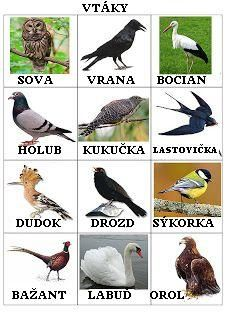 VTÁKY
SOVA VRANA BOCIAN
HOLUB KUKUČKA LASTOVIČKA
DUDOK DROZD SÝKORKA
BAŽANT LABUĎ OROL